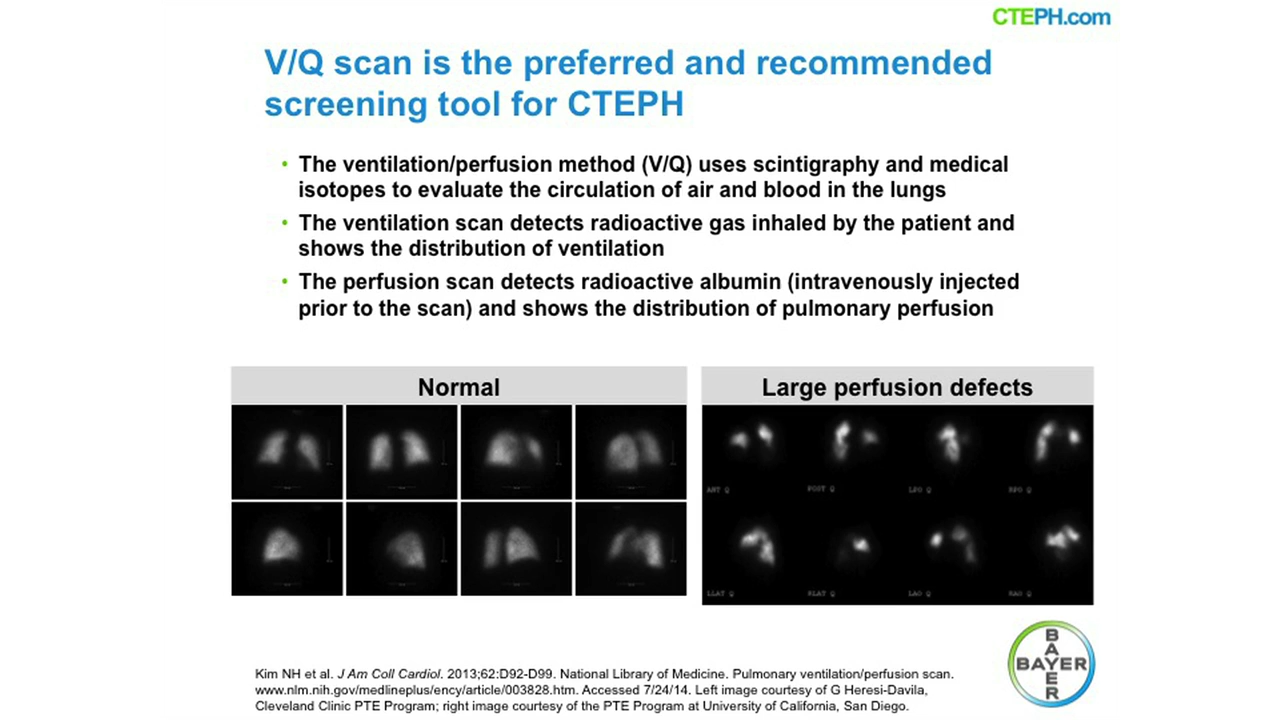 CTEPH.com
V/Q scan is the preferred and recommended
screening tool for CTEPH
• The ventilation/perfusion method (V/Q) uses scintigraphy and medical
isotopes to evaluate the circulation of air and blood in the lungs
• The ventilation scan detects radioactive gas inhaled by the patient and
shows the distribution of ventilation
• The perfusion scan detects radioactive albumin (intravenously injected
prior to the scan) and shows the distribution of pulmonary perfusion
Normal
Large perfusion defects
ANT Q POST Q LPO Q RPO Q
LLAT Q RLAT Q LAO Q RAO Q
BAYER
BAYER
Kim NH et al. J Am Coll Cardiol. 2013;62:D92-D99. National Library of Medicine. Pulmonary ventilation/perfusion scan.
www.nlm.nih.gov/medlineplus/ency/article/003828.htm. Accessed 7/24/14. Left image courtesy of G Heresi-Davila,
Cleveland Clinic PTE Program; right image courtesy of the PTE Program at University of California, San Diego.